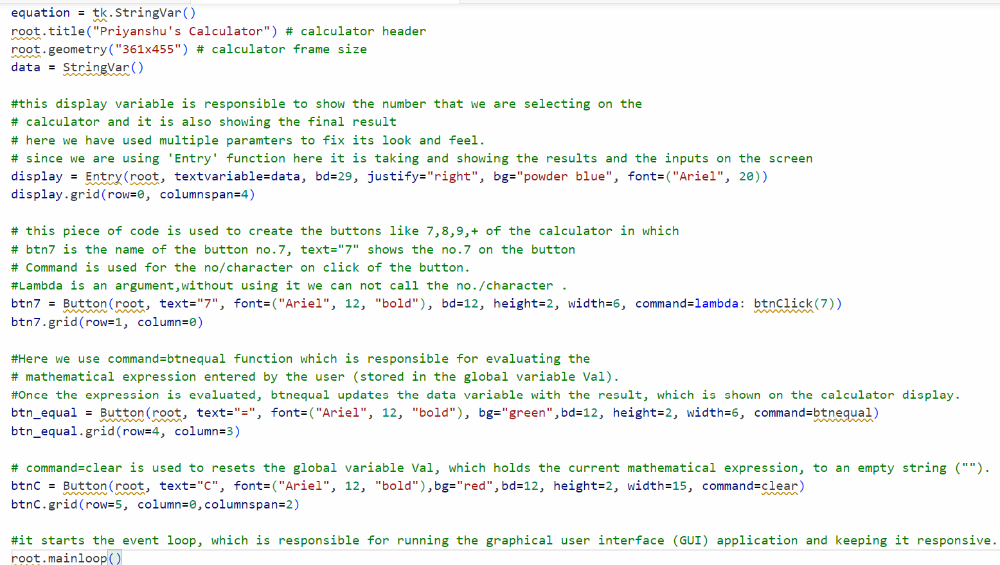 equation = tk.StringVar()
root.title("Priyanshu's Calculator") # calculator header
root.geometry("361x455") # calculator frame size
data = StringVar()
#this display variable is responsible to show the number that we are selecting on the
# calculator and it is also showing the final result
# here we have used multiple paramters to fix its look and feel.
# since we are using 'Entry' function here it is taking and showing the results and the inputs on the screen
display = Entry(root, textvariable=data, bd=29, justify="right", bg="powder blue", font=("Ariel", 20))
display.grid(row=0, columnspan=4)
# this piece of code is used to create the buttons like 7,8,9,+ of the calculator in which
# btn7 is the name of the button no.7, text="7" shows the no.7 on the button
# Command is used for the no/character on click of the button.
#Lambda is an argument,without using it we can not call the no./character .
btn7 = Button(root, text="7", font=("Ariel", 12, "bold"), bd=12, height=2, width=6, command=lambda: btnClick(7))
btn7.grid(row=1, column=0)
#Here we use command=btnequal function which is responsible for evaluating the
# mathematical expression entered by the user (stored in the global variable Val).
#Once the expression is evaluated, btnequal updates the data variable with the result, which is shown on the calculator display.
btn_equal = Button(root, text="=", font=("Ariel", 12, "bold"), bg="green",bd=12, height=2, width=6, command=btnequal)
btn_equal.grid(row=4, column=3)
# command=clear is used to resets the global variable Val, which holds the current mathematical expression, to an empty string ("").
btnC = Button(root, text="C", font=("Ariel", 12, "bold"),bg="red",bd=12, height=2, width=15, command=clear)
btnC.grid(row=5, column=0,columnspan=2)
#it starts the event loop, which is responsible for running the graphical user interface (GUI) application and keeping it responsive.
root.mainloop()